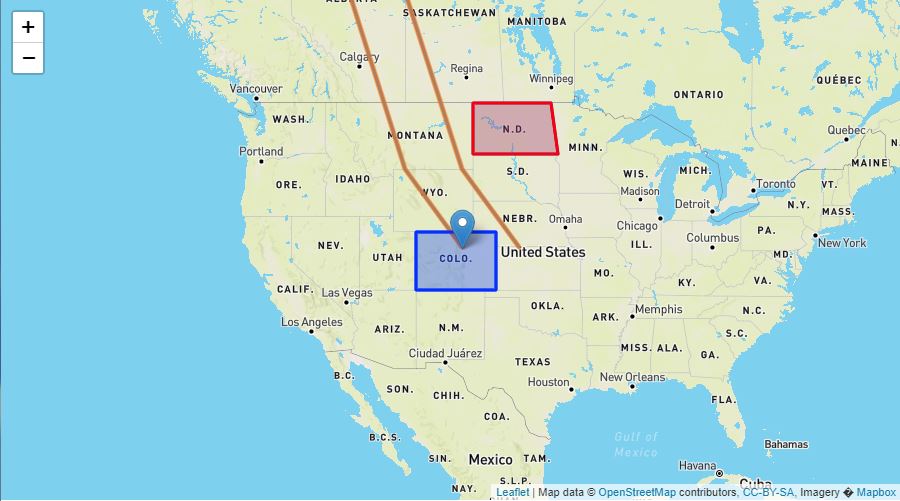 +
−
ALBERTA
SASKATCHEWAN
MANITOBA
Calgary
Regina
Winnipeg
ONTARIO
QUÉBEC
Vancouver
WASH.
MONTANA
N.D.
MINN.
Quebec
MAINE
Portland
ORE.
IDAHO
WYO.
S.D.
WIS.
MICH.
Madison
Toronto
VT.
Detroit
N.Y.
MASS.
NEBR.
Omaha
Chicago
PA.
New York
NEV.
UTAH
COLO.
United States
ILL.
Columbus
MD.
MO.
KY.
VA.
CALIF.
Las Vegas
OKLA.
ARK.
Memphis
N.C.
Los Angeles
ARIZ.
N.M.
S.C.
MISS.
ALA.
GA.
Ciudad Juárez
TEXAS
B.C.
SON.
CHIH.
Houston
New Orleans
FLA.
COA.
B.C.S.
Gulf of
Mexico
Bahamas
SIN.
Mexico
TAM.
Havana
Cuba
NAY.
S.L.P.
Leaflet | Map data © OpenStreetMap contributors, CC-BY-SA, Imagery � Mapbox